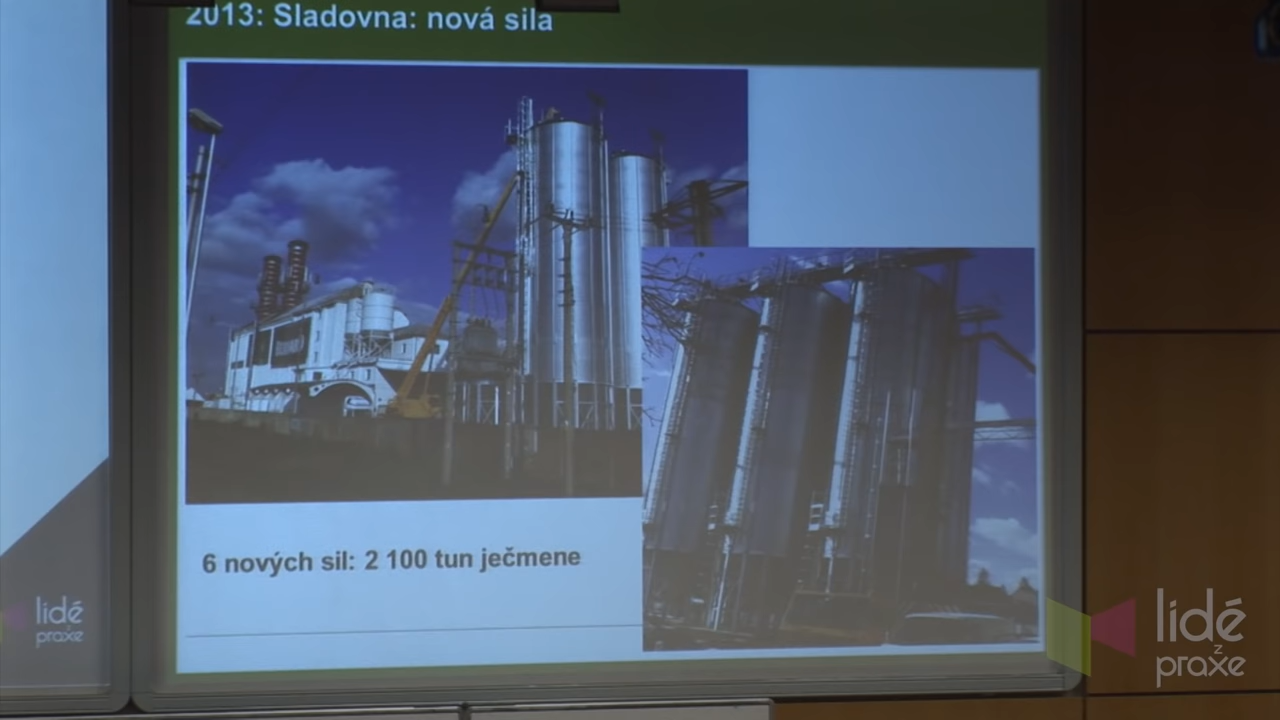 2013: Sladovna: nová sila
6 nových sil: 2 100 tun ječmene
lidé
z
praxe
lidé
z
praxe